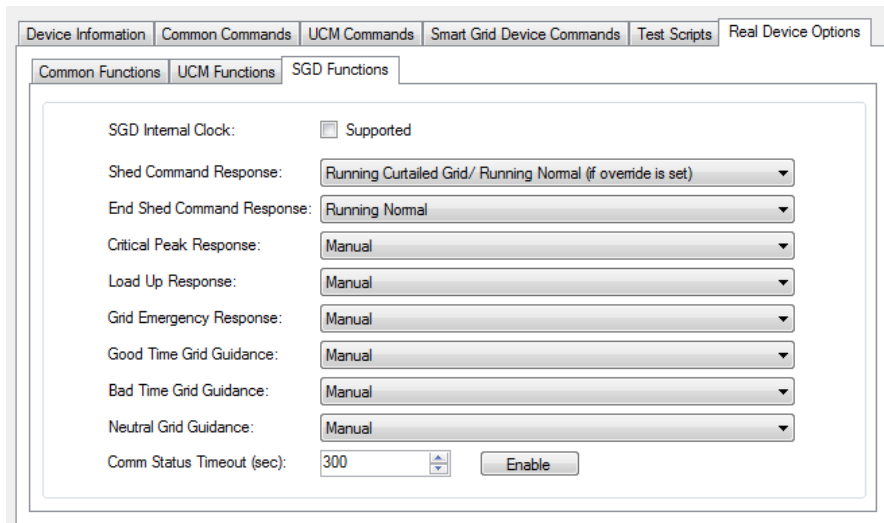 Device Information Common Commands UCM Commands Smart Grid Device Commands Test Scripts Real Device Options
Common Functions UCM Functions SGD Functions
SGD Internal Clock: Supported
Shed Command Response: Running Curtailed Grid/ Running Normal (if override is set)
End Shed Command Response: Running Normal
Critical Peak Response: Manual
Load Up Response: Manual
Grid Emergency Response: Manual
Good Time Grid Guidance: Manual
Bad Time Grid Guidance: Manual
Neutral Grid Guidance: Manual
Comm Status Timeout (sec): 300 Enable